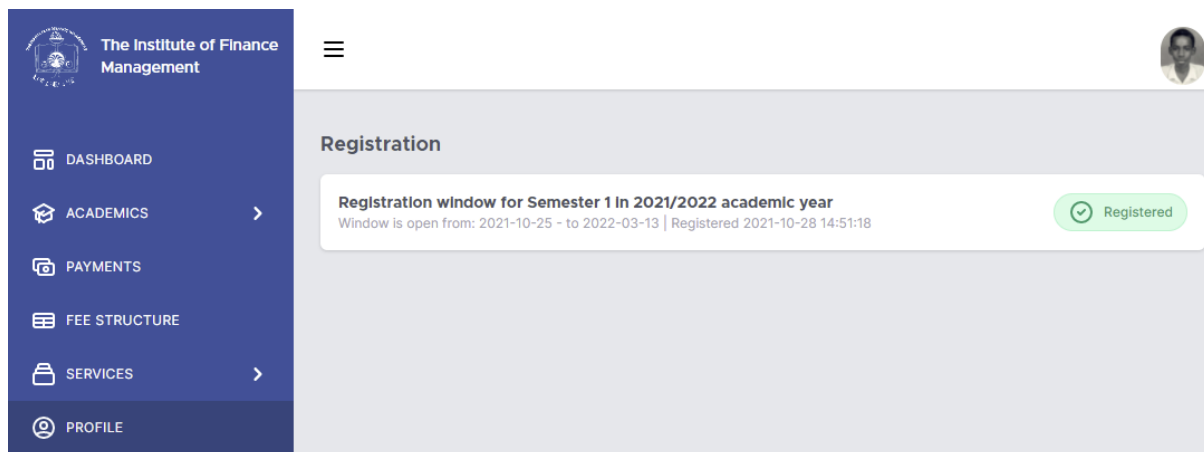 The Institute of Finance
Management
DASHBOARD
ACADEMICS
PAYMENTS
FEE STRUCTURE
SERVICES
PROFILE
Registration
Registration window for Semester 1 in 2021/2022 academic year
Window is open from: 2021-10-25 - to 2022-03-13 | Registered 2021-10-28 14:51:18
Registered